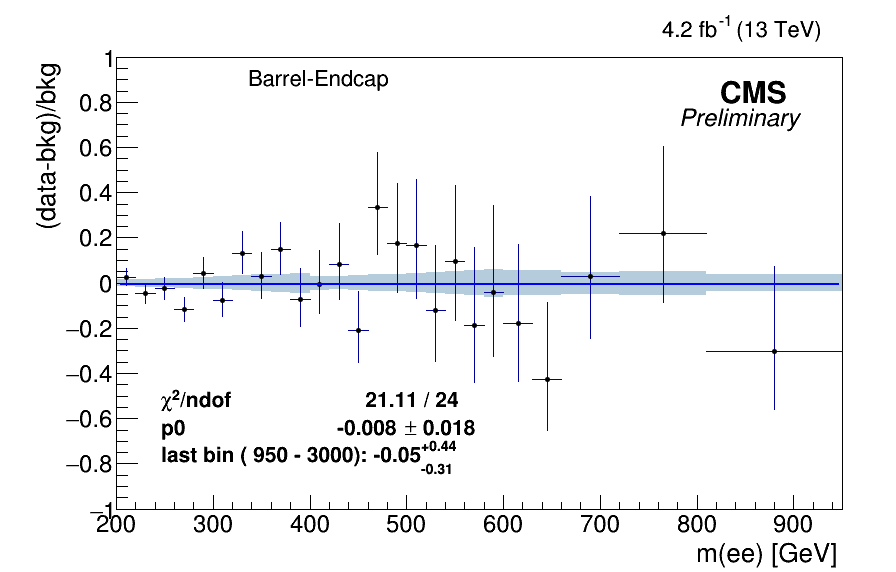 4.2 fb⁻¹ (13 TeV)
Barrel-Endcap
CMS
Preliminary
(data-bkg)/bkg
1
0.8
0.6
0.4
0.2
0
−0.2
−0.4
−0.6
−0.8
−1
χ²/ndof 21.11 / 24
p0 -0.008 ± 0.018
last bin ( 950 - 3000): -0.05 +0.44 -0.31
200 300 400 500 600 700 800 900
m(ee) [GeV]